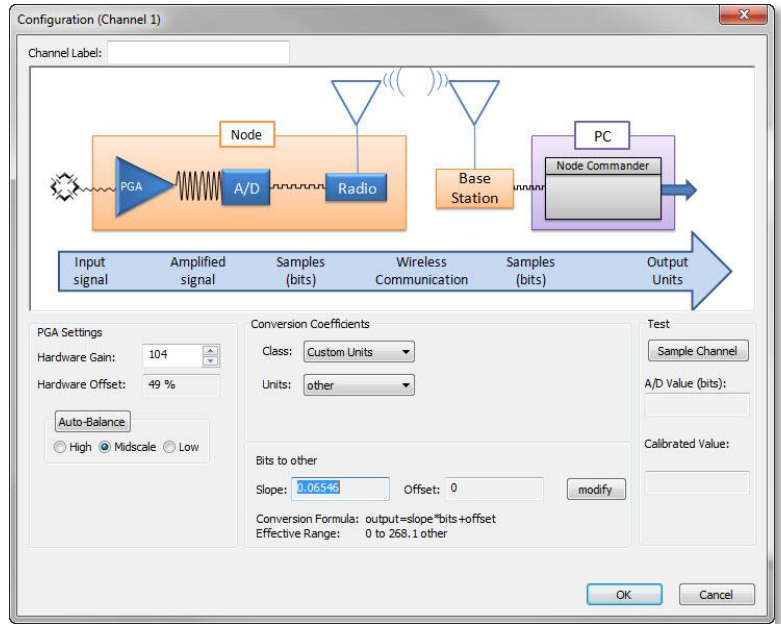 Configuration (Channel 1)
Channel Label:
Node
PC
Node Commander
PGA
A/D
Radio
Base
Station
Input
signal
Amplified
signal
Samples
(bits)
Wireless
Communication
Samples
(bits)
Output
Units
PGA Settings
Hardware Gain: 104
Hardware Offset: 49 %
Auto-Balance
High Midscale Low
Conversion Coefficients
Class: Custom Units
Units: other
Bits to other
Slope: 0.06546 Offset: 0 modify
Conversion Formula: output=slope*bits+offset
Effective Range: 0 to 268.1 other
Test
Sample Channel
A/D Value (bits):
Calibrated Value:
OK Cancel